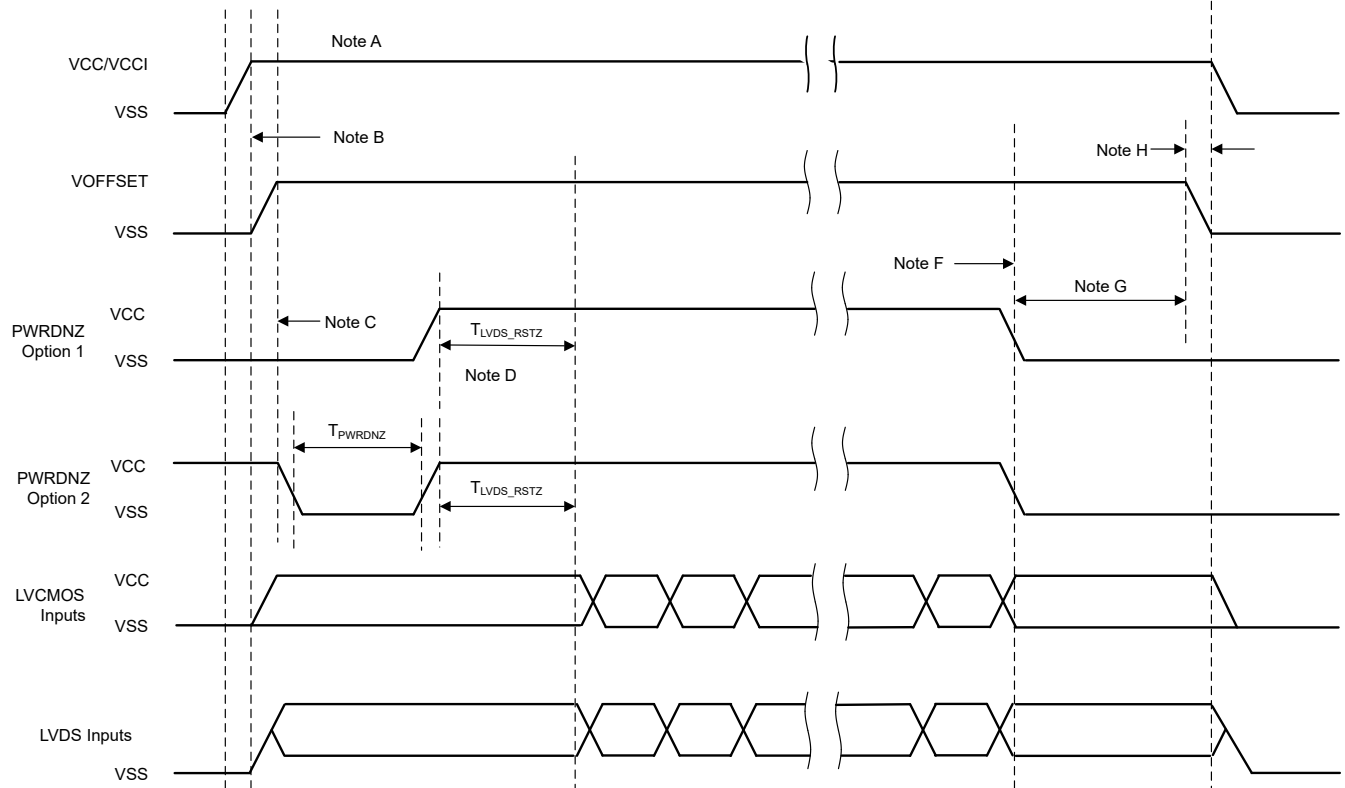 Note A
VCC/VCCI
VSS
Note B
Note H
VOFFSET
VSS
Note F
Note G
VCC
PWRDNZ
Option 1
Note C
TLVDS_RSTZ
VSS
Note D
TPWRDNZ
VCC
PWRDNZ
Option 2
TLVDS_RSTZ
VSS
VCC
LVCMOS
Inputs
VSS
LVDS Inputs
VSS